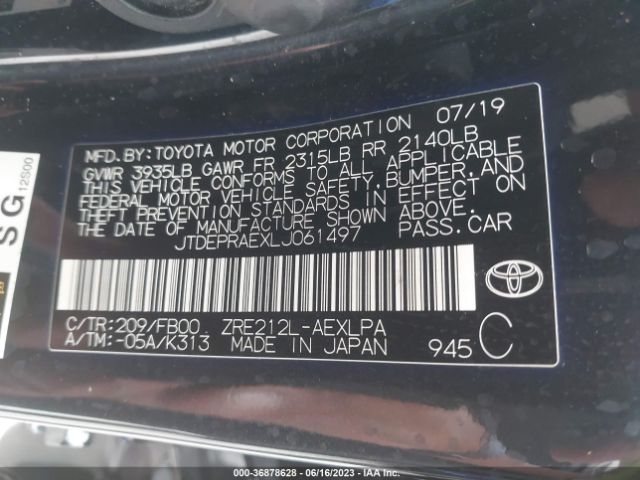 MFD.BY:TOYOTA MOTOR CORPORATION 07/19
GVWR 3935LB GAWR FR 2315LB RR 2140LB
THIS VEHICLE CONFORMS TO ALL APPLICABLE
FEDERAL MOTOR VEHICLE SAFETY,BUMPER,AND
THEFT PREVENTION STANDARDS IN EFFECT ON
THE DATE OF MANUFACTURE SHOWN ABOVE.
JTDEPRAEXLJ061497 PASS.CAR
C/TR:209/FB00 ZRE212L-AEXLPA
A/TM:-05A/K313 MADE IN JAPAN 945 C
SG
12S00
000-36878628 - 06/16/2023 - IAA Inc.